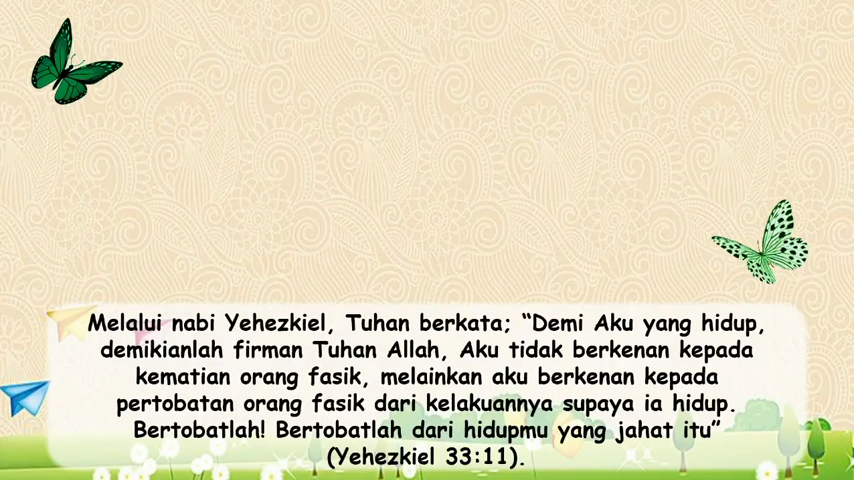 Melalui nabi Yehezkiel, Tuhan berkata; “Demi Aku yang hidup,
demikianlah firman Tuhan Allah, Aku tidak berkenan kepada
kematian orang fasik, melainkan aku berkenan kepada
pertobatan orang fasik dari kelakuannya supaya ia hidup.
Bertobatlah! Bertobatlah dari hidupmu yang jahat itu”
(Yehezkiel 33:11).